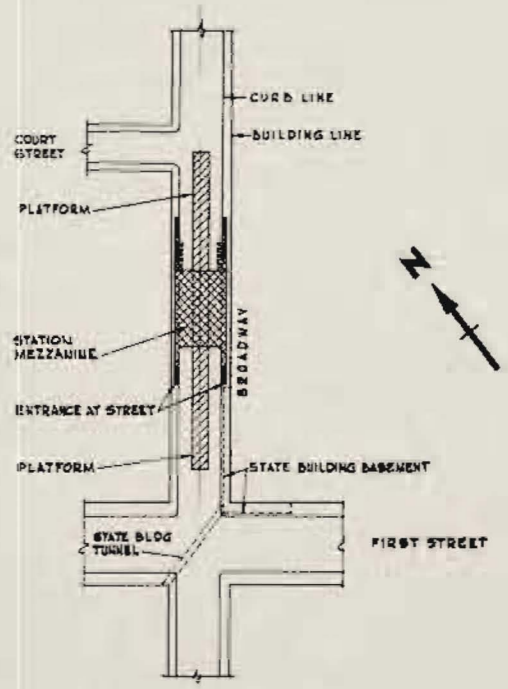 CURB LINE
COURT
STREET
BUILDING LINE
PLATFORM
BROADWAY
STATION
MEZZANINE
ENTRANCE AT STREET
PLATFORM
STATE BUILDING BASEMENT
STATE BLDG
TUNNEL
FIRST STREET
N